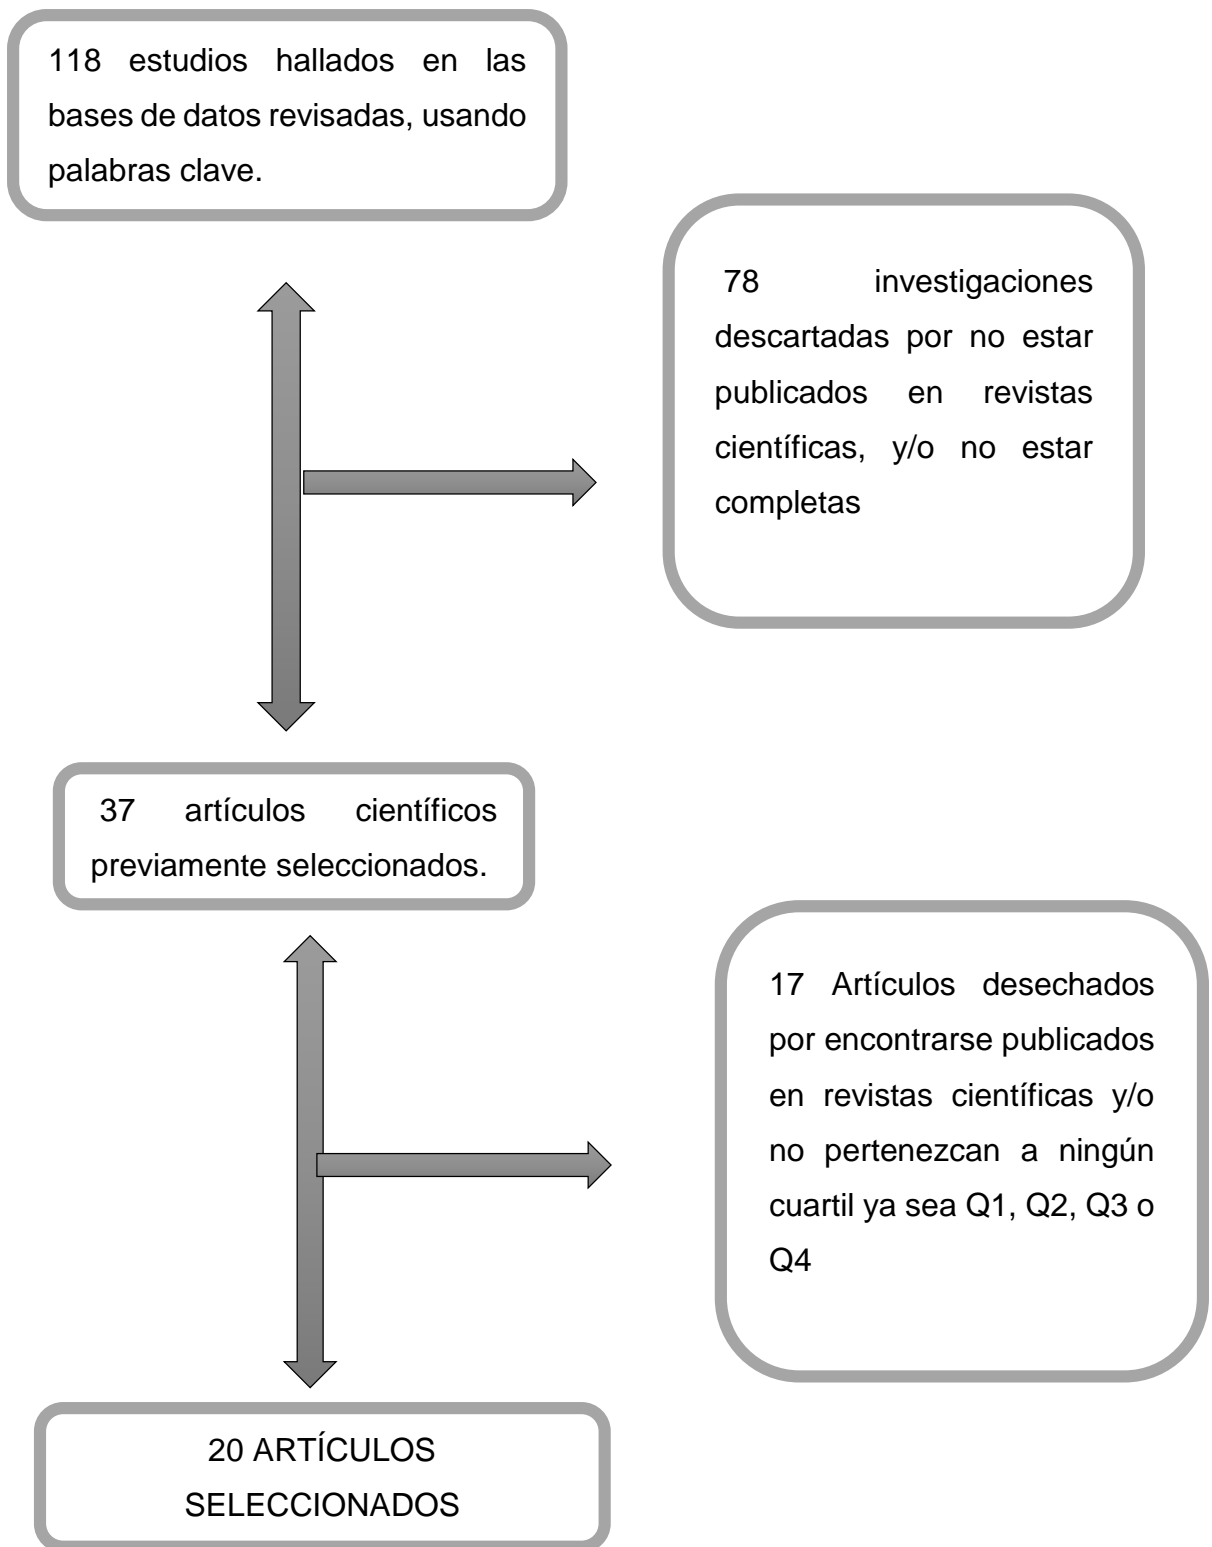 118 estudios hallados en las
bases de datos revisadas, usando
palabras clave.
78 investigaciones
descartadas por no estar
publicados en revistas
científicas, y/o no estar
completas
37 artículos científicos
previamente seleccionados.
17 Artículos desechados
por encontrarse publicados
en revistas científicas y/o
no pertenezcan a ningún
cuartil ya sea Q1, Q2, Q3 o
Q4
20 ARTÍCULOS
SELECCIONADOS